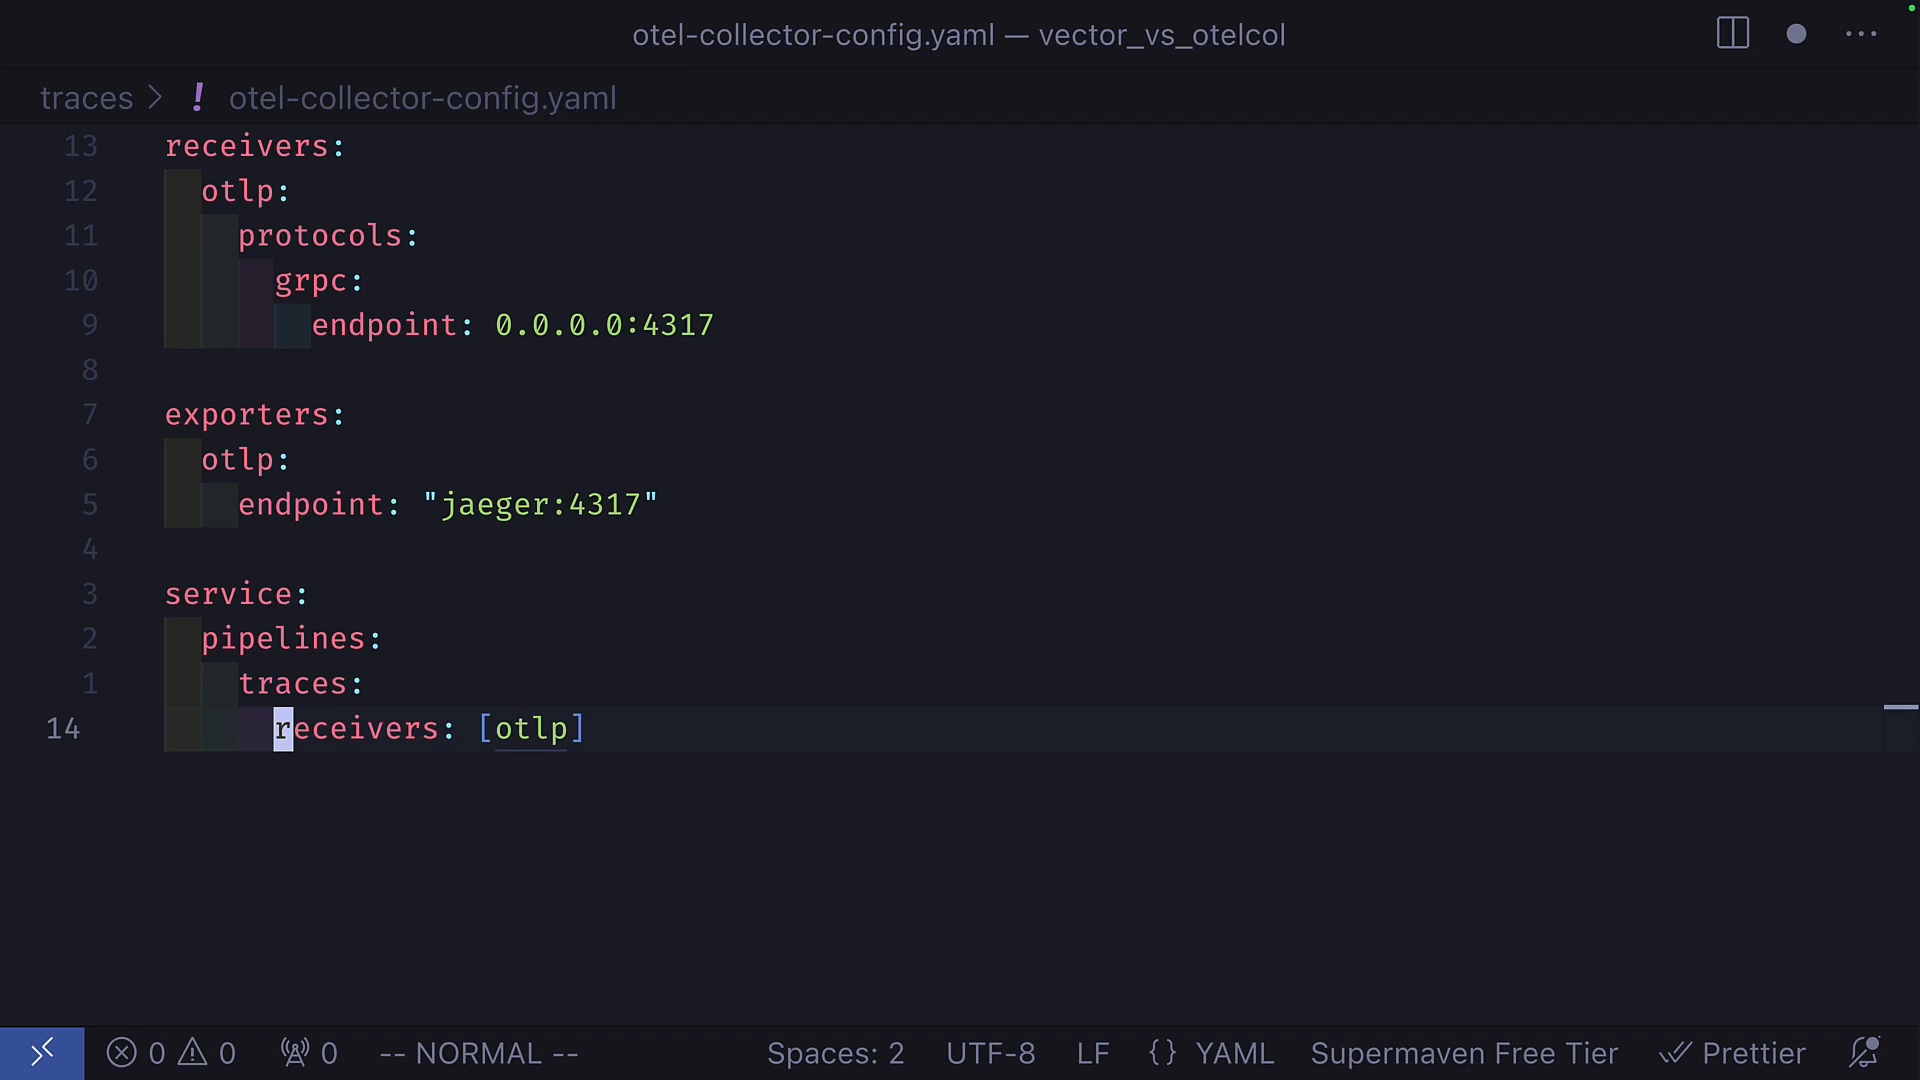 otel-collector-config.yaml — vector_vs_otelcol
traces > ! otel-collector-config.yaml
13 receivers:
12 otlp:
11 protocols:
10 grpc:
9 endpoint: 0.0.0.0:4317
8
7 exporters:
6 otlp:
5 endpoint: "jaeger:4317"
4
3 service:
2 pipelines:
1 traces:
14 receivers: [otlp]
0 0 0 -- NORMAL -- Spaces: 2 UTF-8 LF {} YAML Supermaven Free Tier Prettier